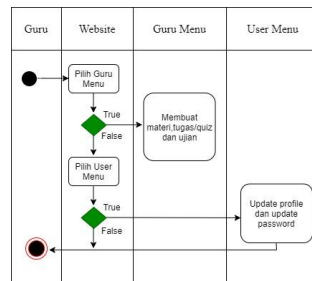 Guru
Website
Guru Menu
User Menu
Pilih Guru
Menu
True
False
Membuat
materi,tugas/quiz
dan ujian
Pilih User
Menu
True
False
Update profile
dan update
password